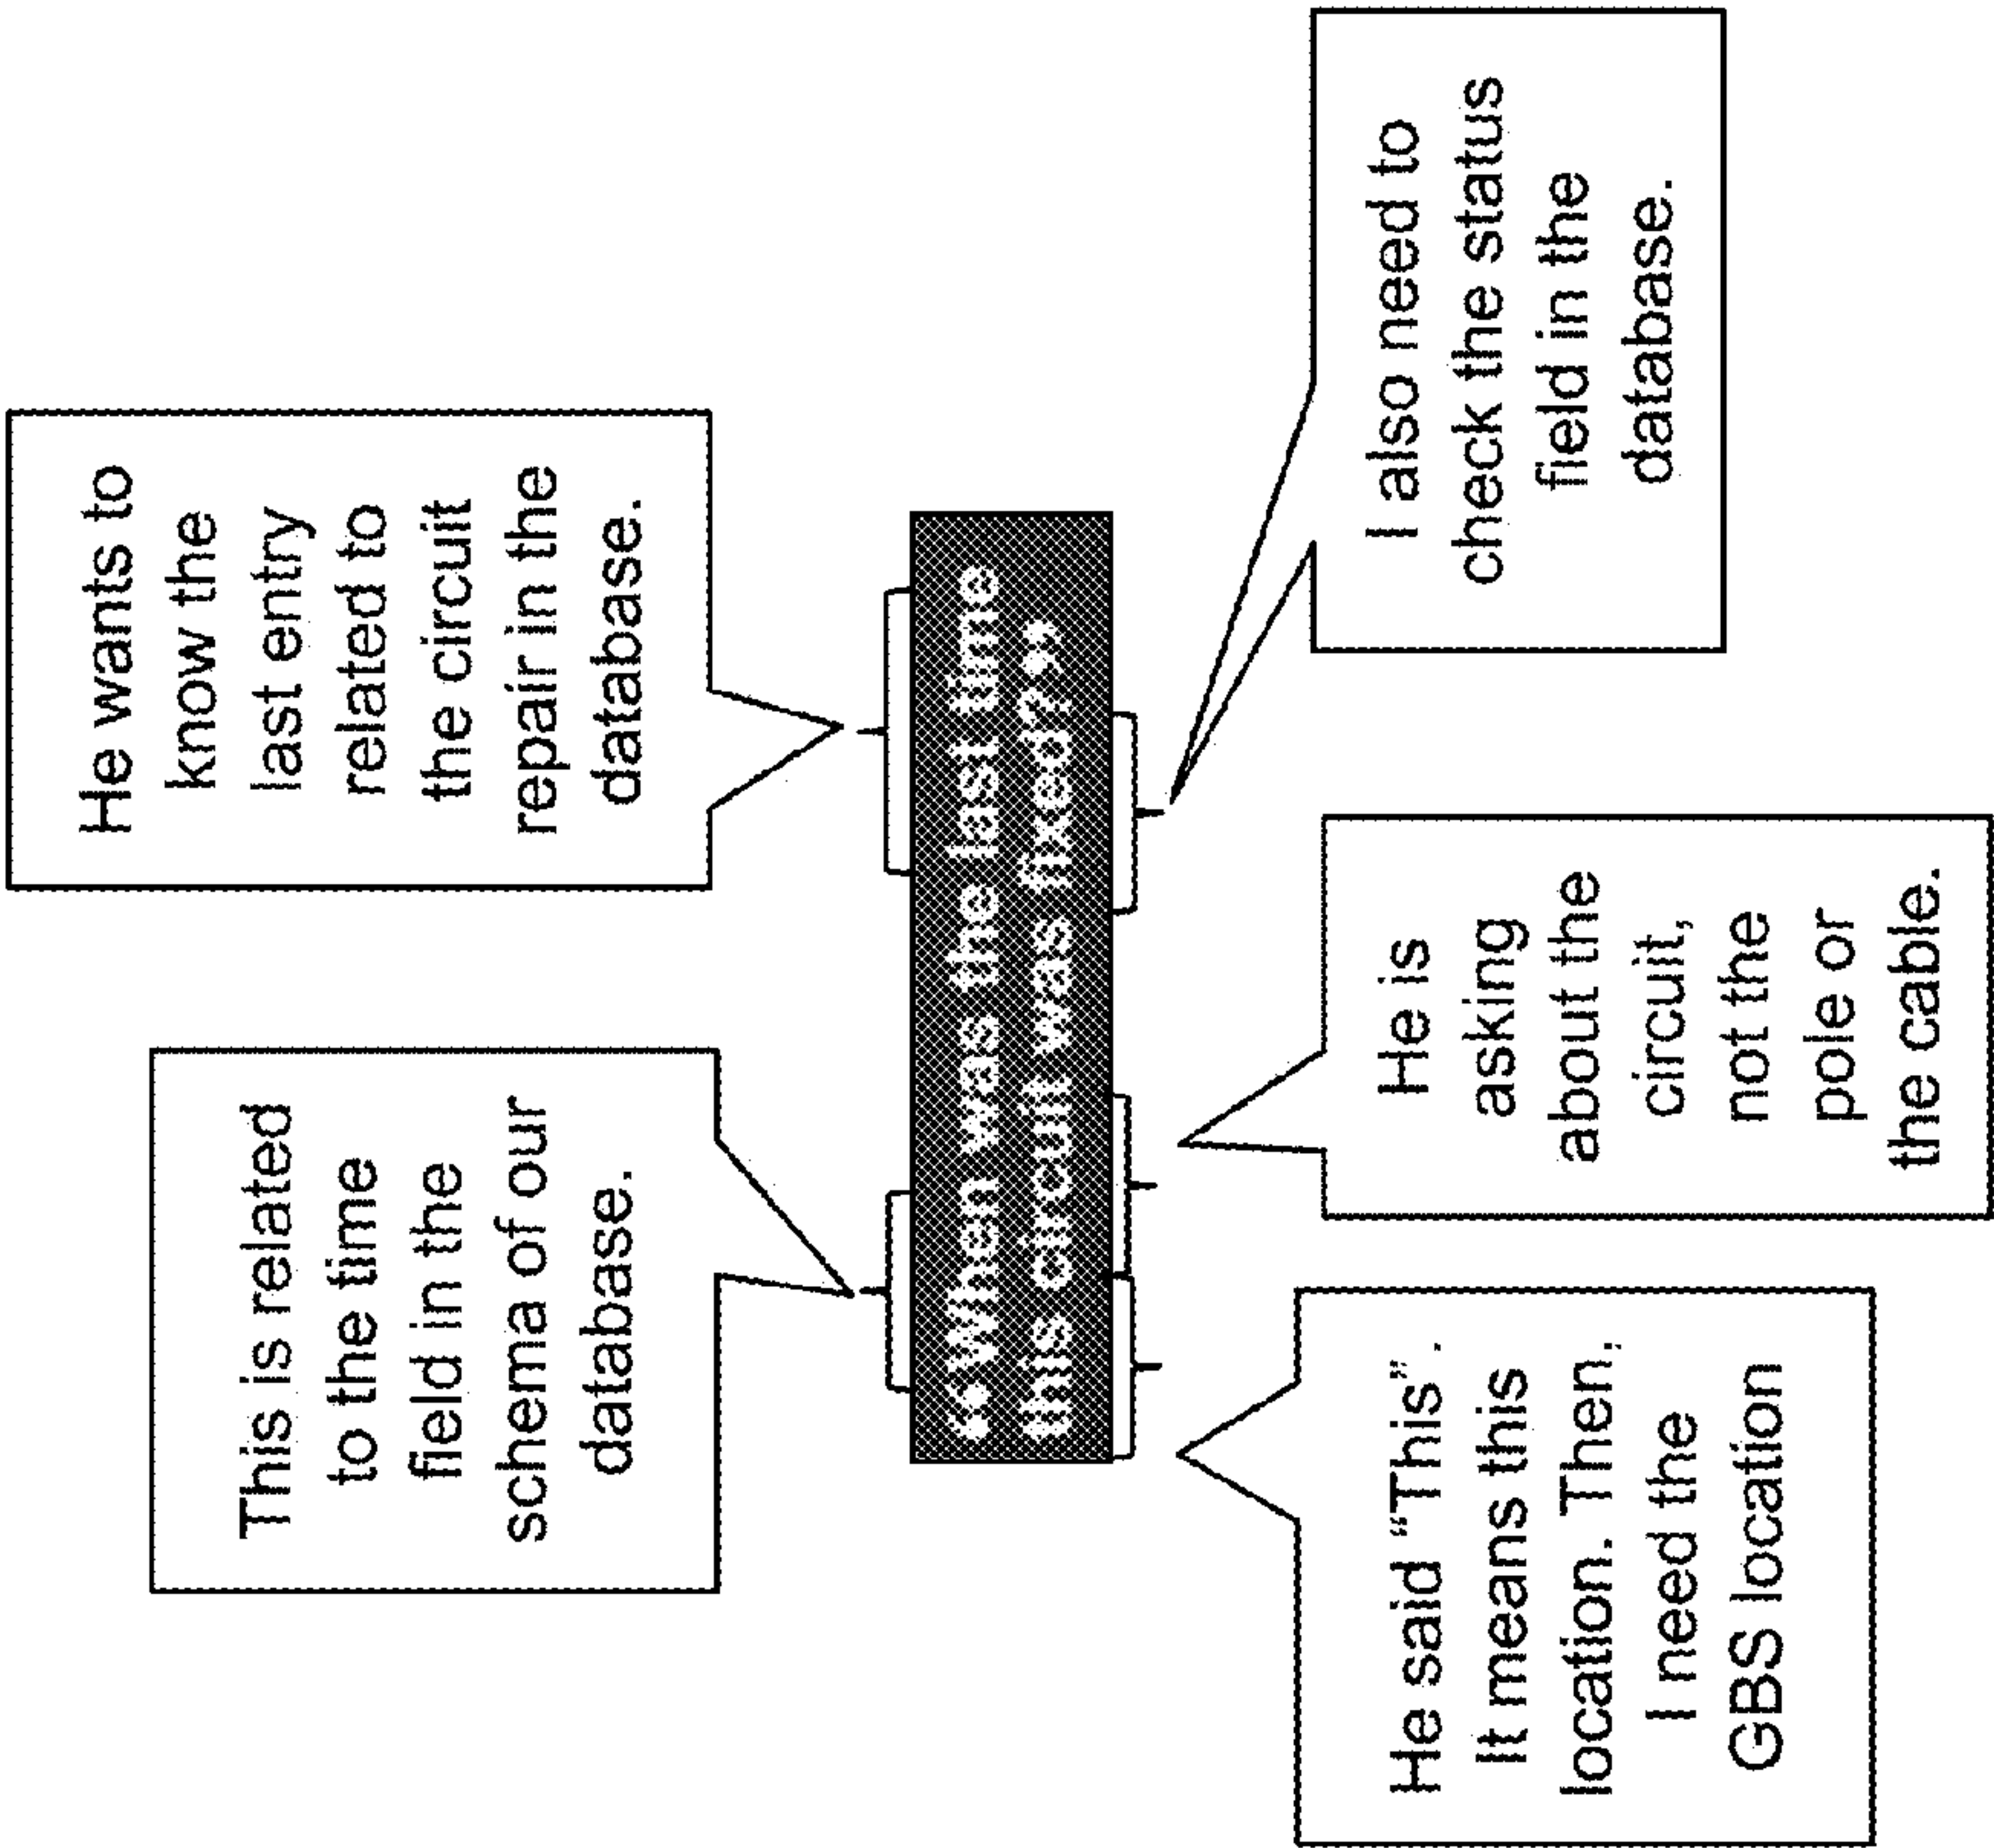 This is related
to the time
field in the
schema of our
database.
He wants to
know the
last entry
related to
the circuit
repair in the
database.
“When was the last time
this circuit was fixed?”
He said “This”.
It means this
location. Then,
I need the
GBS location
He is
asking
about the
circuit,
not the
pole or
the cable.
I also need to
check the status
field in the
database.